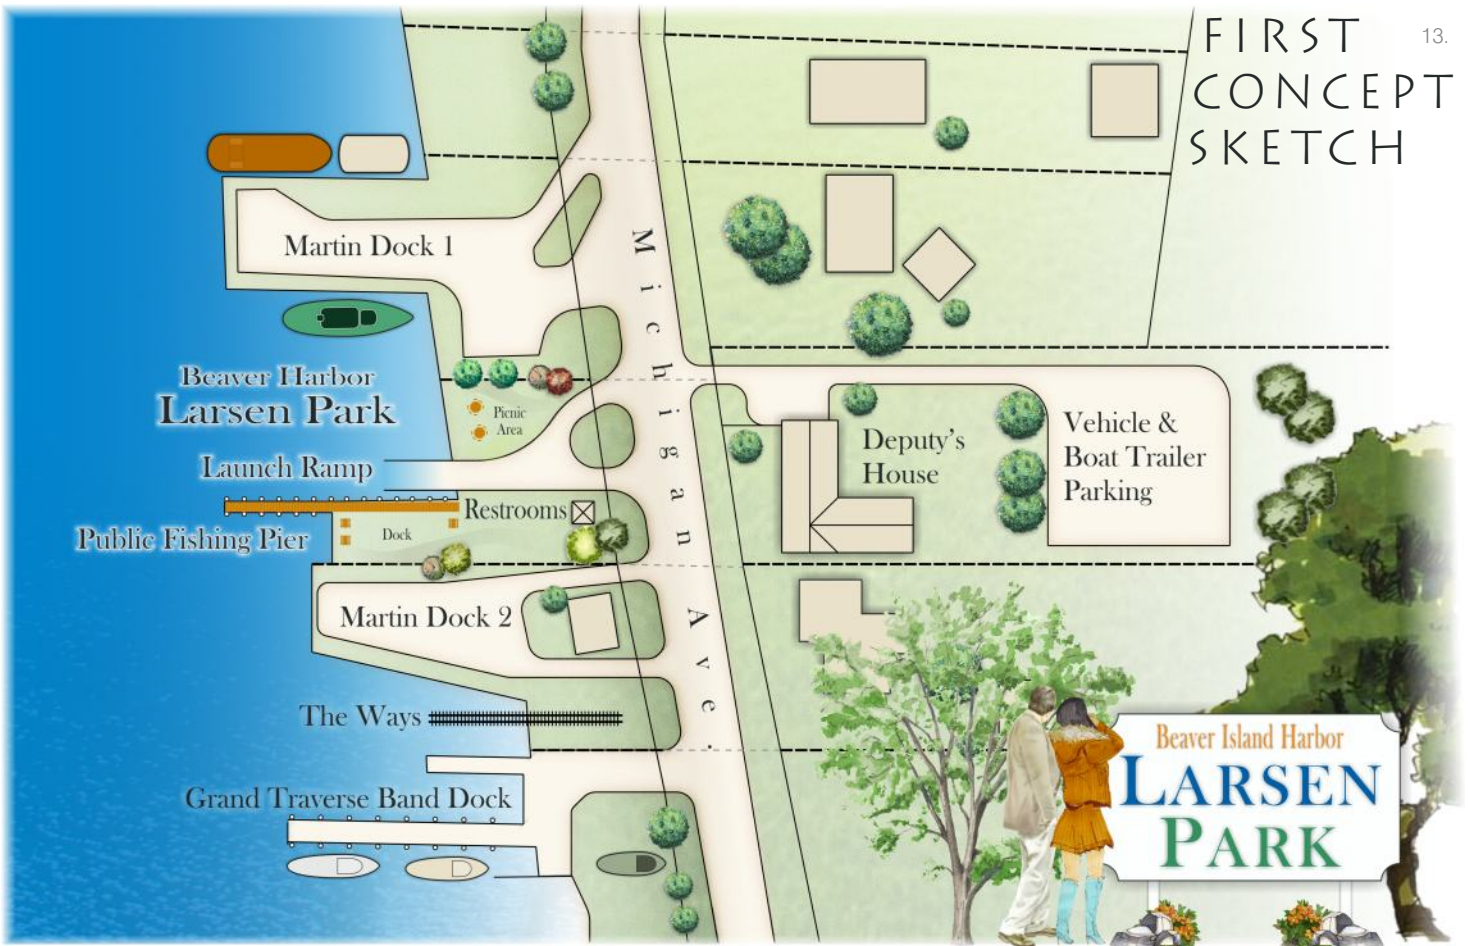 FIRST
CONCEPT
SKETCH
13.
Martin Dock 1
Michigan Ave.
Beaver Harbor
Larsen Park
Picnic
Area
Launch Ramp
Restrooms
Public Fishing Pier
Dock
Deputy's
House
Vehicle &
Boat Trailer
Parking
Martin Dock 2
The Ways
Grand Traverse Band Dock
Beaver Island Harbor
LARSEN
PARK